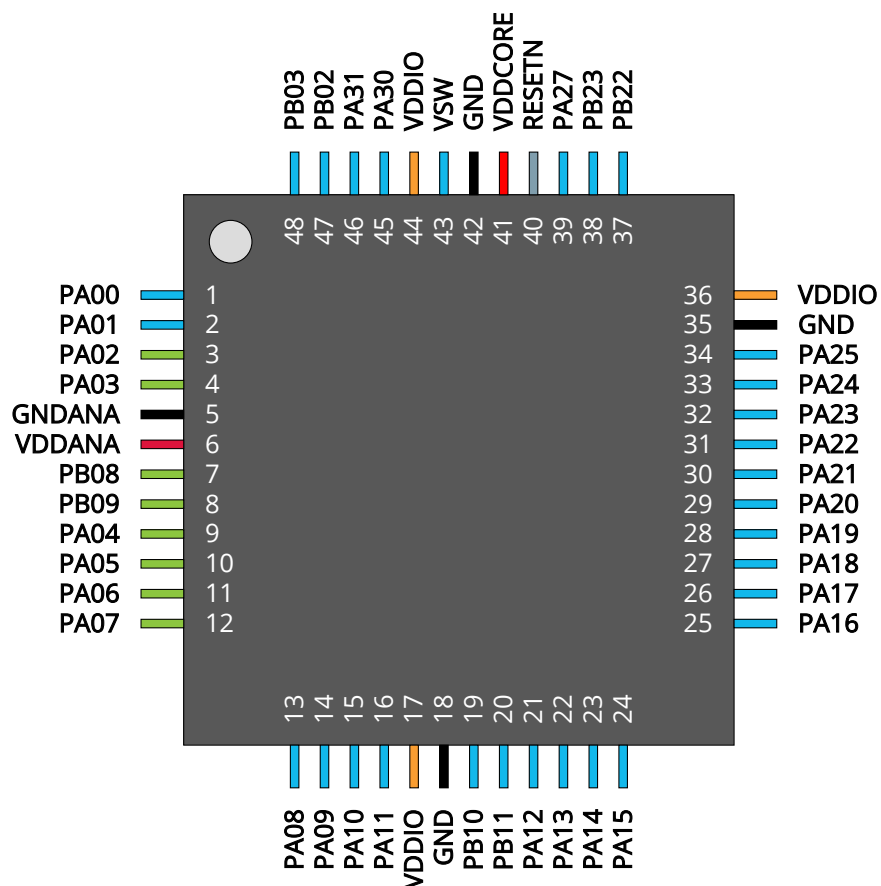 PB03 PB02 PA31 PA30 VDDIO VSW GND VDDCORE RESETN PA27 PB23 PB22
48 47 46 45 44 43 42 41 40 39 38 37
PA00 1 36 VDDIO
PA01 2 35 GND
PA02 3 34 PA25
PA03 4 33 PA24
GNDANA 5 32 PA23
VDDANA 6 31 PA22
PB08 7 30 PA21
PB09 8 29 PA20
PA04 9 28 PA19
PA05 10 27 PA18
PA06 11 26 PA17
PA07 12 25 PA16
13 14 15 16 17 18 19 20 21 22 23 24
PA08 PA09 PA10 PA11 VDDIO GND PB10 PB11 PA12 PA13 PA14 PA15